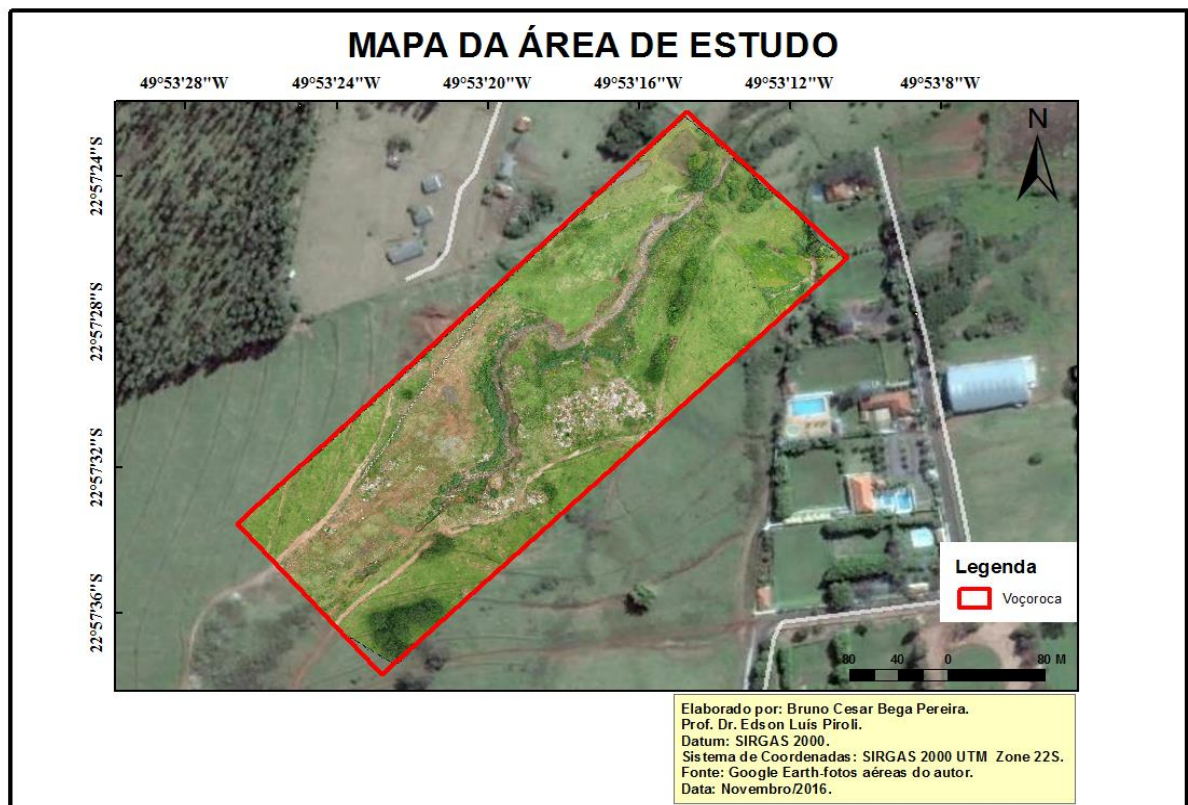 MAPA DA ÁREA DE ESTUDO
49°53'28"W 49°53'24"W 49°53'20"W 49°53'16"W 49°53'12"W 49°53'8"W
N
22°57'24"S
22°57'28"S
22°57'32"S
22°57'36"S
Legenda
Voçoroca
80 40 0 80 M
Elaborado por: Bruno Cesar Bega Pereira.
Prof. Dr. Edson Luís Piroli.
Datum: SIRGAS 2000.
Sistema de Coordenadas: SIRGAS 2000 UTM Zone 22S.
Fonte: Google Earth-fotos aéreas do autor.
Data: Novembro/2016.